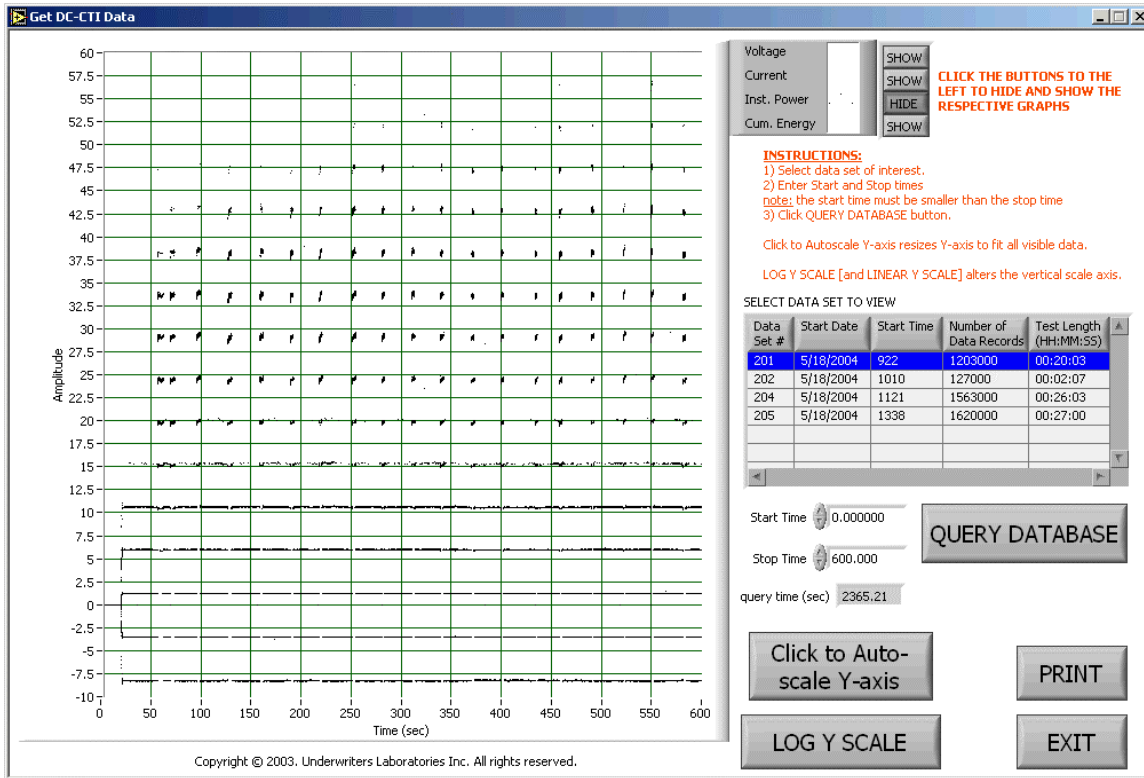 Get DC-CTI Data
60
57.5
55
52.5
50
47.5
45
42.5
40
37.5
35
32.5
30
27.5
25
22.5
20
17.5
15
12.5
10
7.5
5
2.5
0
-2.5
-5
-7.5
-10
Amplitude
0 50 100 150 200 250 300 350 400 450 500 550 600
Time (sec)
Copyright © 2003. Underwriters Laboratories Inc. All rights reserved.
Voltage SHOW
Current SHOW
Inst. Power HIDE
Cum. Energy SHOW
CLICK THE BUTTONS TO THE
LEFT TO HIDE AND SHOW THE
RESPECTIVE GRAPHS
INSTRUCTIONS:
1) Select data set of interest.
2) Enter Start and Stop times
note: the start time must be smaller than the stop time
3) Click QUERY DATABASE button.
Click to Autoscale Y-axis resizes Y-axis to fit all visible data.
LOG Y SCALE [and LINEAR Y SCALE] alters the vertical scale axis.
SELECT DATA SET TO VIEW
Data Set # Start Date Start Time Number of Data Records Test Length (HH:MM:SS)
201 5/18/2004 922 1203000 00:20:03
202 5/18/2004 1010 127000 00:02:07
204 5/18/2004 1121 1563000 00:26:03
205 5/18/2004 1338 1620000 00:27:00
Start Time 0.000000
Stop Time 600.000
QUERY DATABASE
query time (sec) 2365.21
Click to Auto-
scale Y-axis
PRINT
LOG Y SCALE
EXIT